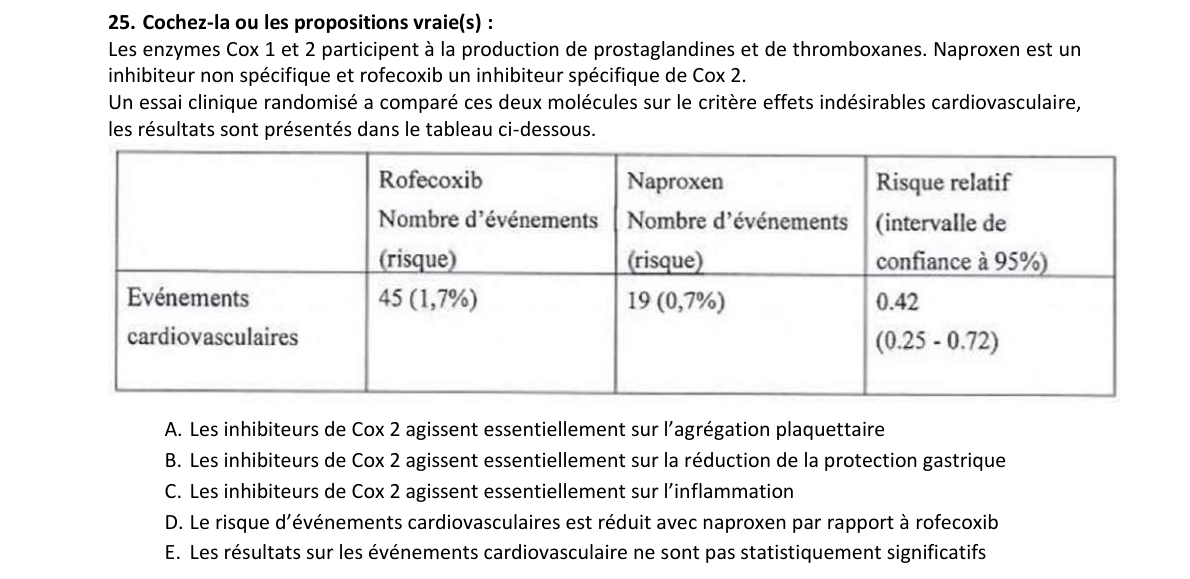 25. Cochez-la ou les propositions vraie(s) :
Les enzymes Cox 1 et 2 participent à la production de prostaglandines et de thromboxanes. Naproxen est un
inhibiteur non spécifique et rofecoxib un inhibiteur spécifique de Cox 2.
Un essai clinique randomisé a comparé ces deux molécules sur le critère effets indésirables cardiovasculaire,
les résultats sont présentés dans le tableau ci-dessous.
Rofecoxib
Nombre d'événements
(risque)
Naproxen
Nombre d'événements
(risque)
Risque relatif
(intervalle de
confiance à 95%)
Evénements
cardiovasculaires
45 (1,7%)
19 (0,7%)
0.42
(0.25 - 0.72)
A. Les inhibiteurs de Cox 2 agissent essentiellement sur l'agrégation plaquettaire
B. Les inhibiteurs de Cox 2 agissent essentiellement sur la réduction de la protection gastrique
C. Les inhibiteurs de Cox 2 agissent essentiellement sur l'inflammation
D. Le risque d'événements cardiovasculaires est réduit avec naproxen par rapport à rofecoxib
E. Les résultats sur les événements cardiovasculaire ne sont pas statistiquement significatifs